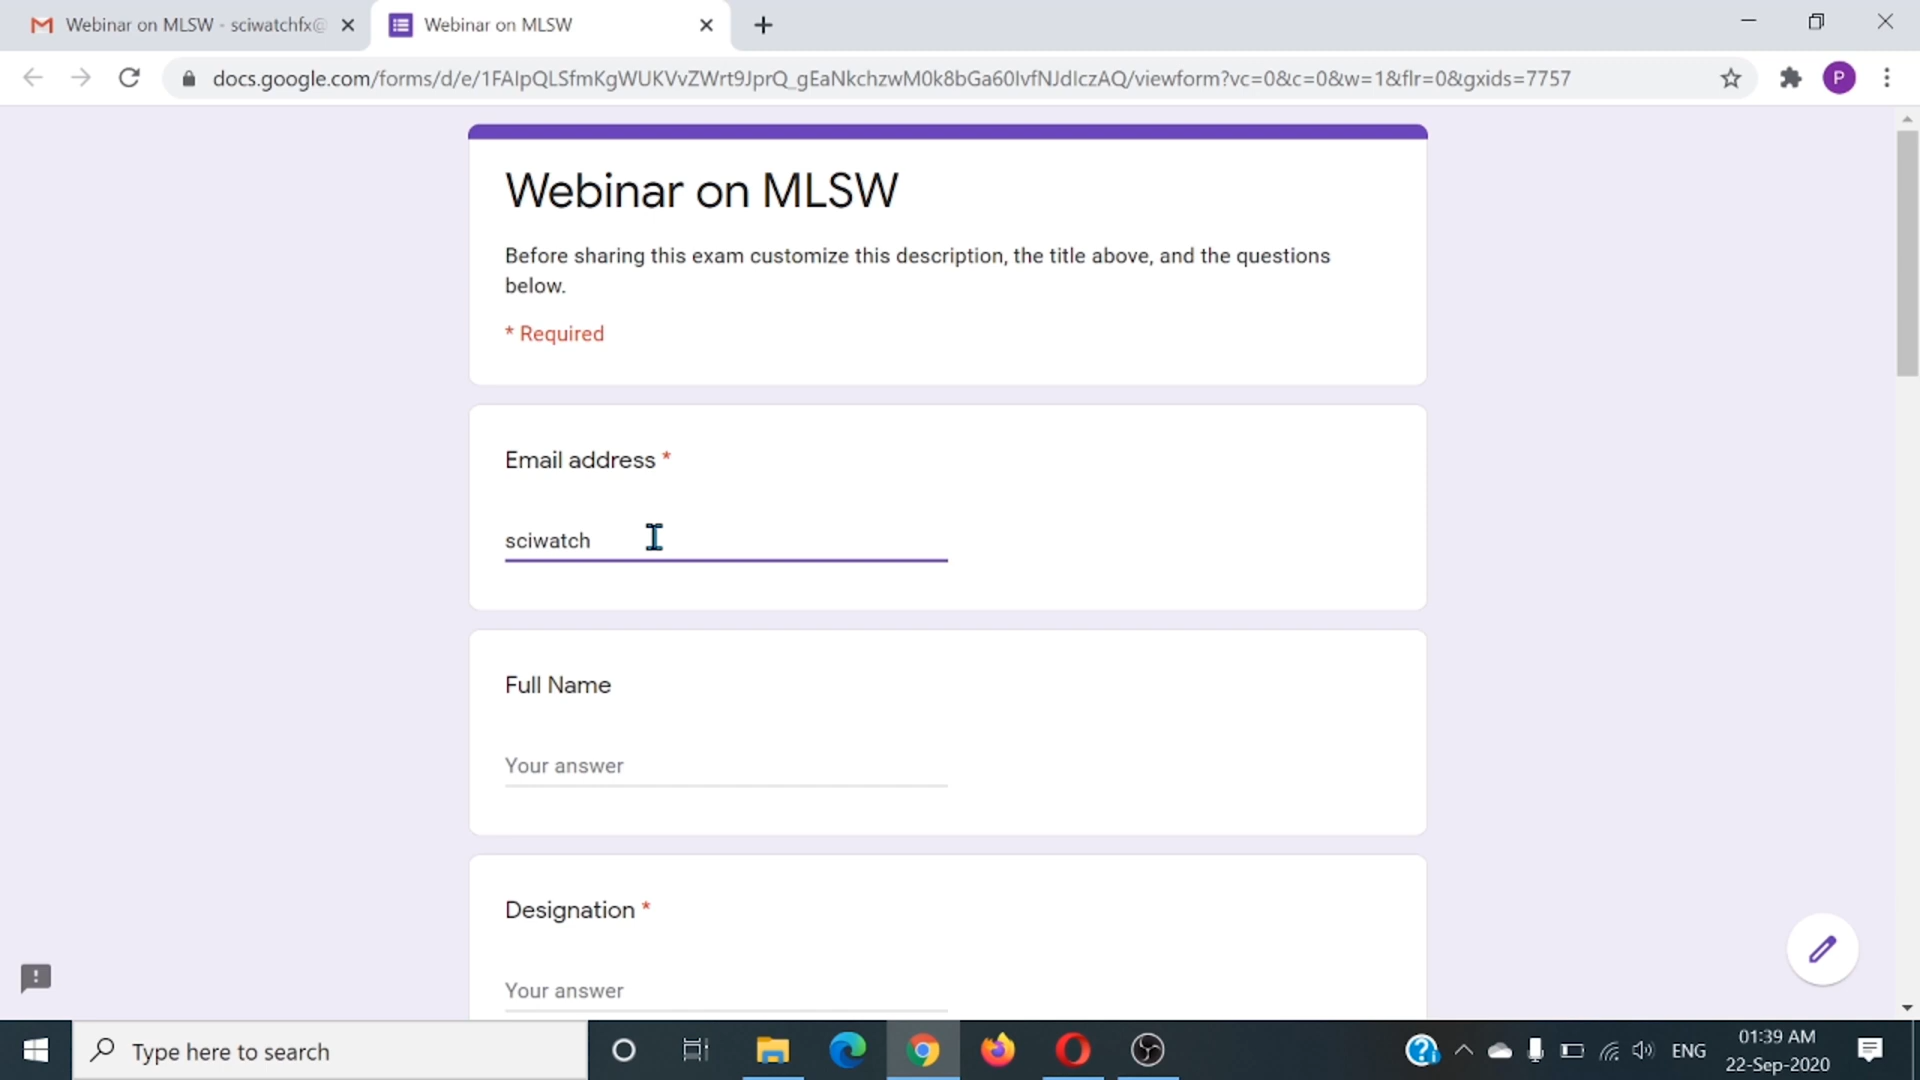 Webinar on MLSW - sciwatchfx@
Webinar on MLSW
docs.google.com/forms/d/e/1FAIpQLSfmKgWUKVvZWrt9JprQ_gEaNkchzwM0k8bGa60IvfNJdIczAQ/viewform?vc=0&c=0&w=1&flr=0&gxids=7757
P
Webinar on MLSW
Before sharing this exam customize this description, the title above, and the questions
below.
* Required
Email address *
sciwatch
Full Name
Your answer
Designation *
Your answer
Type here to search
ENG
01:39 AM
22-Sep-2020